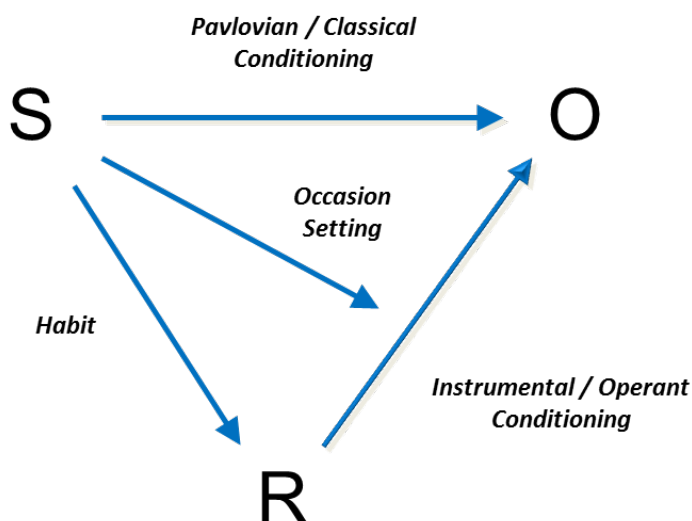 Pavlovian / Classical
Conditioning
S
O
Occasion
Setting
Habit
Instrumental / Operant
Conditioning
R